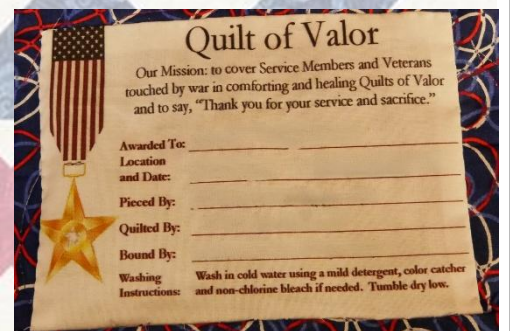 Quilt of Valor
Our Mission: to cover Service Members and Veterans
touched by war in comforting and healing Quilts of Valor
and to say, “Thank you for your service and sacrifice.”
Awarded To:
Location
and Date:
Pieced By:
Quilted By:
Bound By:
Washing Instructions: Wash in cold water using a mild detergent, color catcher
and non-chlorine bleach if needed. Tumble dry low.